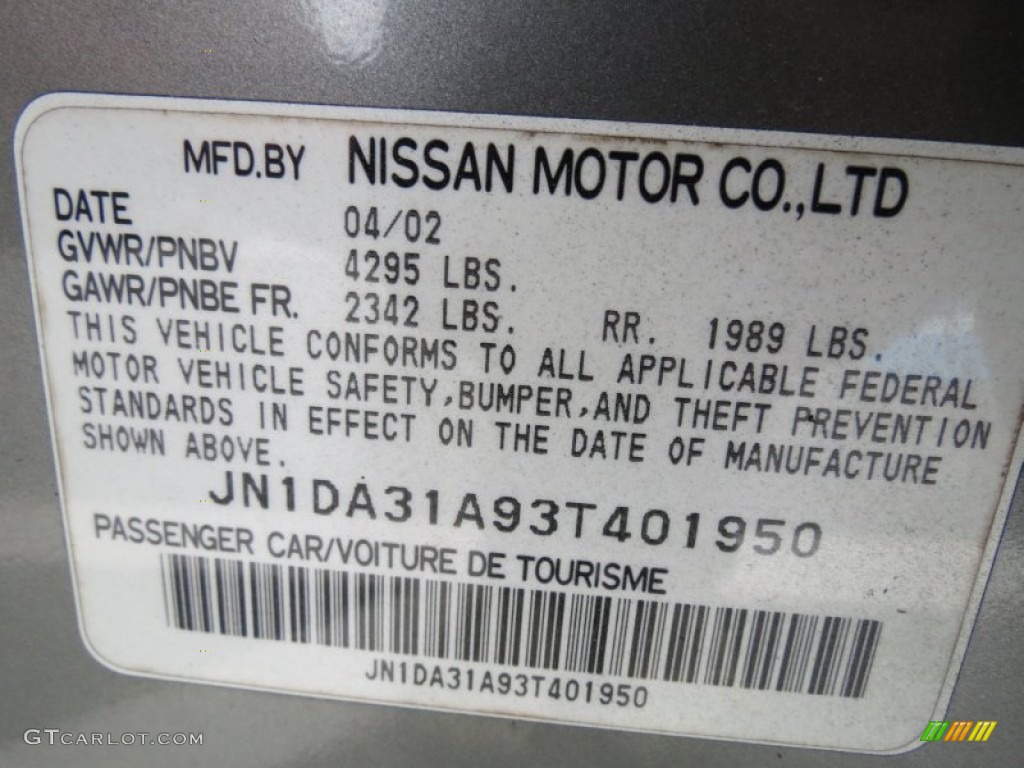 MFD.BY NISSAN MOTOR CO.,LTD
DATE 04/02
GVWR/PNBV 4295 LBS.
GAWR/PNBE FR. 2342 LBS. RR. 1989 LBS.
THIS VEHICLE CONFORMS TO ALL APPLICABLE FEDERAL
MOTOR VEHICLE SAFETY,BUMPER,AND THEFT PREVENTION
STANDARDS IN EFFECT ON THE DATE OF MANUFACTURE
SHOWN ABOVE.
JN1DA31A93T401950
PASSENGER CAR/VOITURE DE TOURISME
JN1DA31A93T401950
GTCARLOT.COM